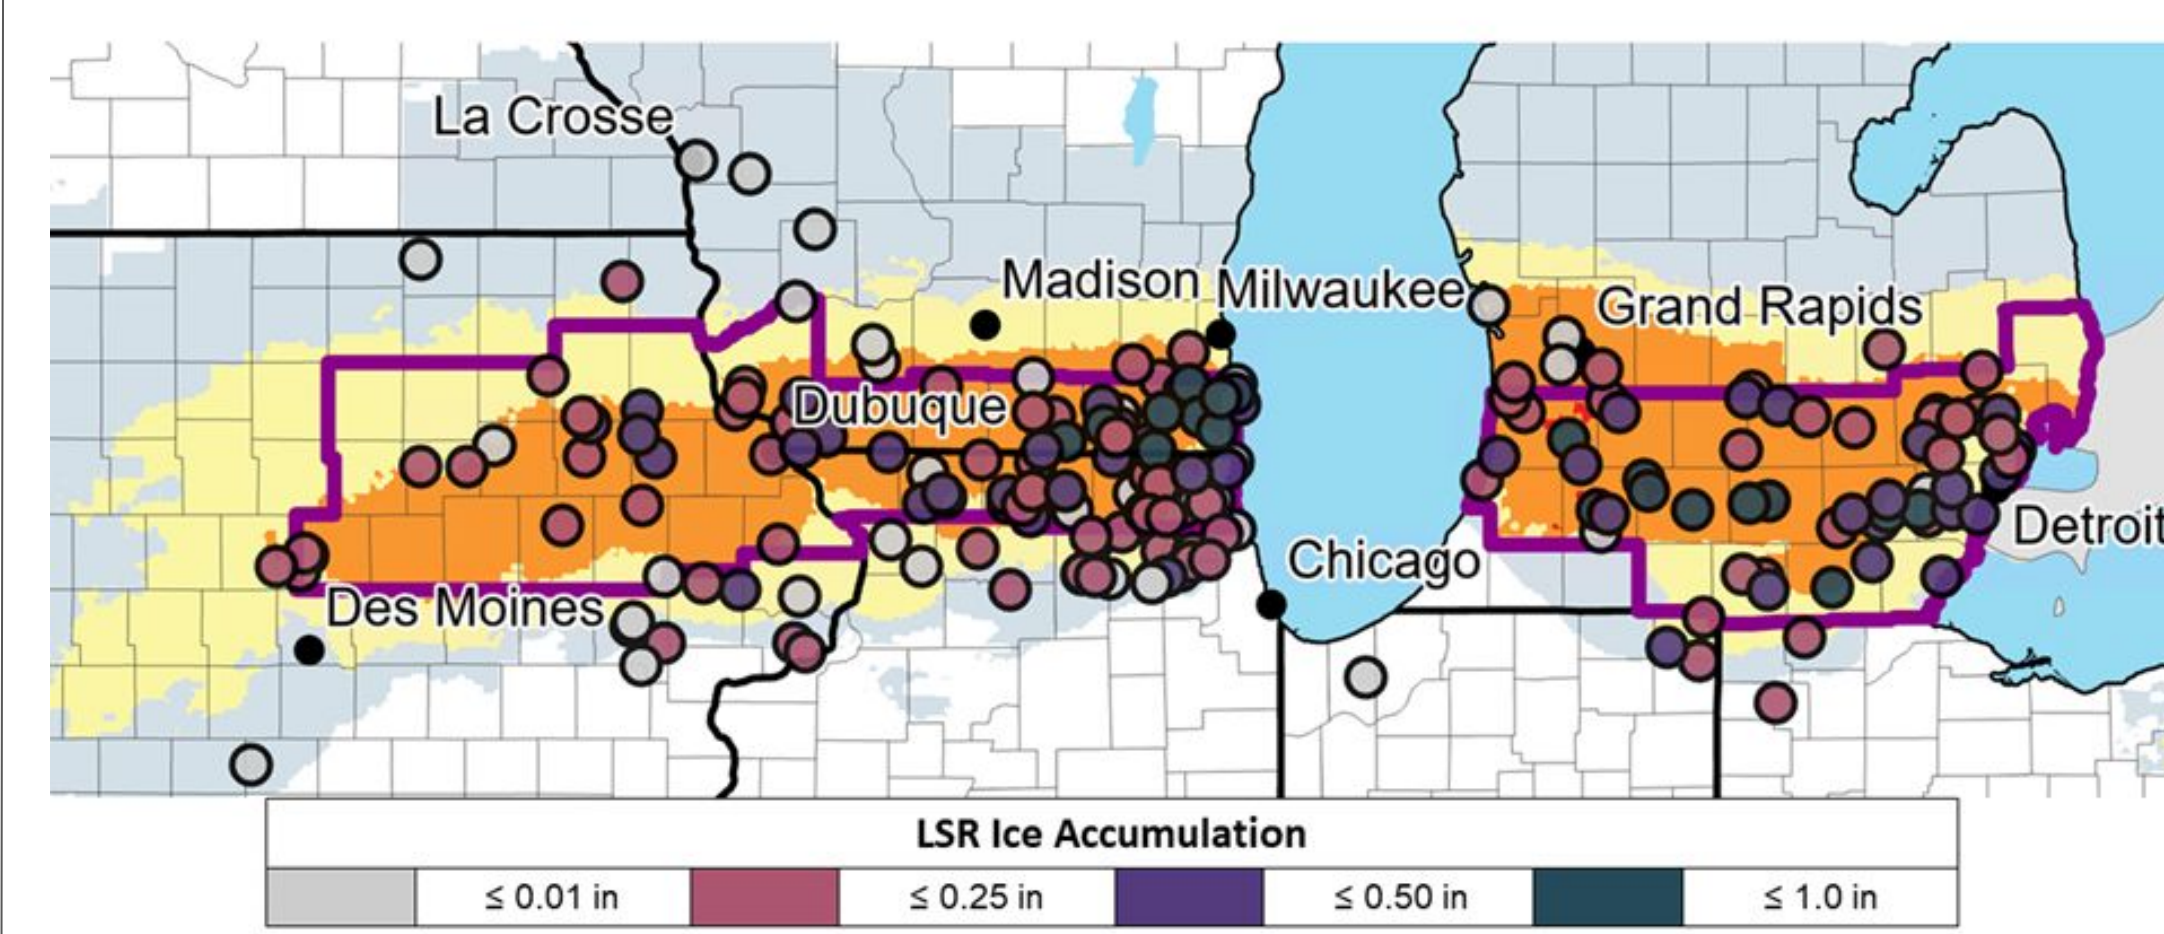 La Crosse
Madison
Milwaukee
Grand Rapids
Dubuque
Detroit
Chicago
Des Moines
LSR Ice Accumulation
≤ 0.01 in
≤ 0.25 in
≤ 0.50 in
≤ 1.0 in